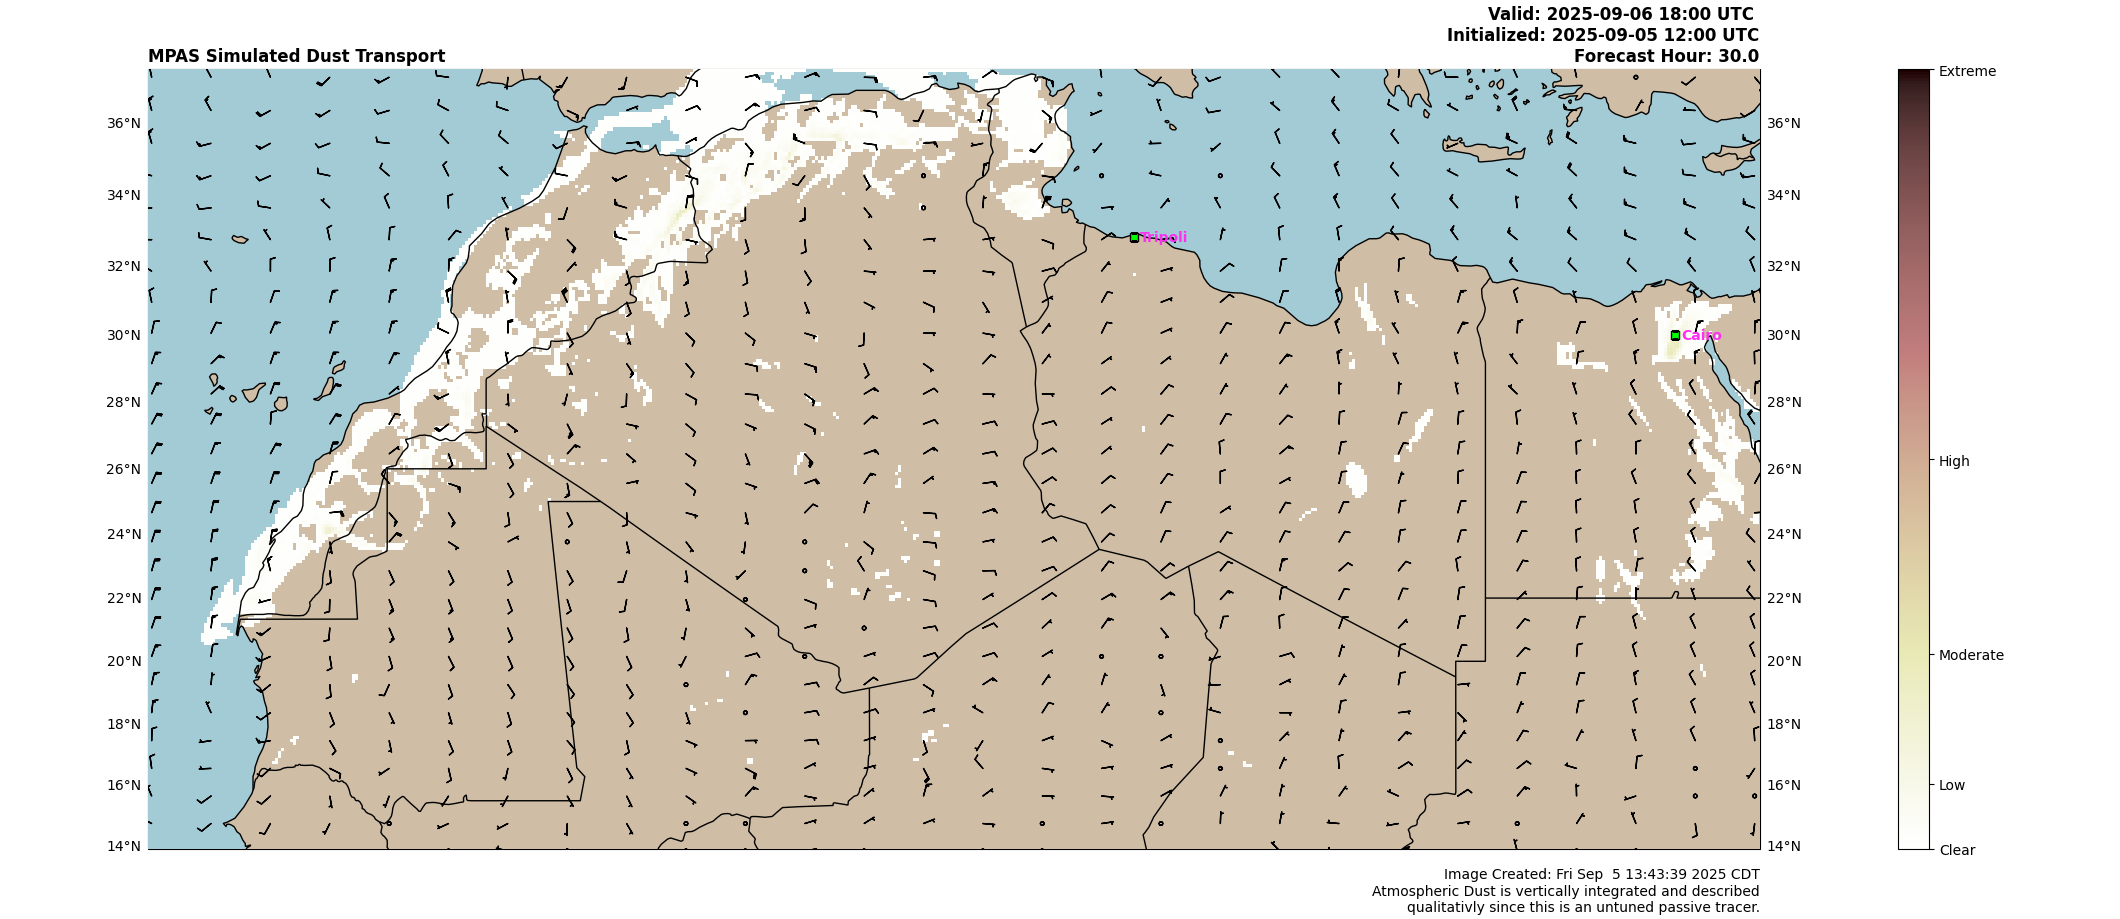 Valid: 2025-09-06 18:00 UTC
Initialized: 2025-09-05 12:00 UTC
MPAS Simulated Dust Transport
Forecast Hour: 30.0
36°N
34°N
32°N
30°N
28°N
26°N
24°N
22°N
20°N
18°N
16°N
14°N
Tripoli
Cairo
36°N
34°N
32°N
30°N
28°N
26°N
24°N
22°N
20°N
18°N
16°N
14°N
Extreme
High
Moderate
Low
Clear
Image Created: Fri Sep  5 13:43:39 2025 CDT
Atmospheric Dust is vertically integrated and described
qualitativly since this is an untuned passive tracer.